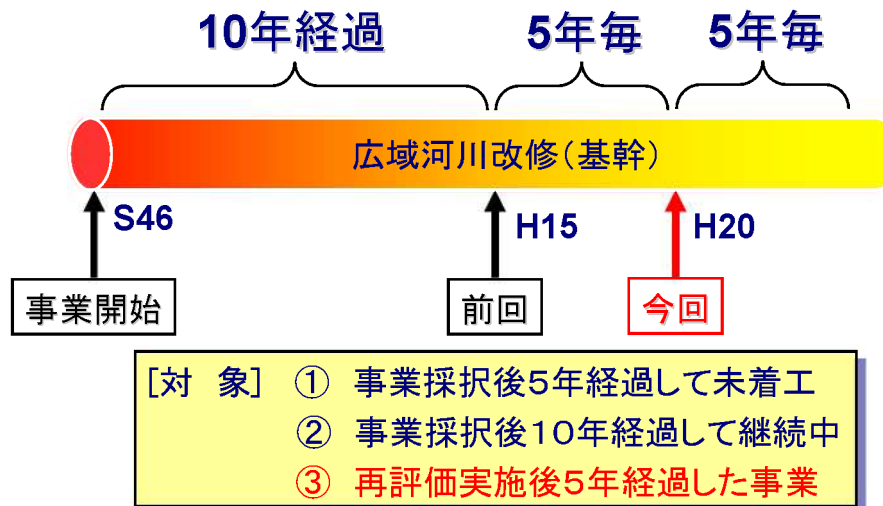 10年経過 5年毎 5年毎
広域河川改修(基幹)
S46 H15 H20
事業開始 前回 今回
[対 象] ① 事業採択後5年経過して未着工
② 事業採択後10年経過して継続中
③ 再評価実施後5年経過した事業